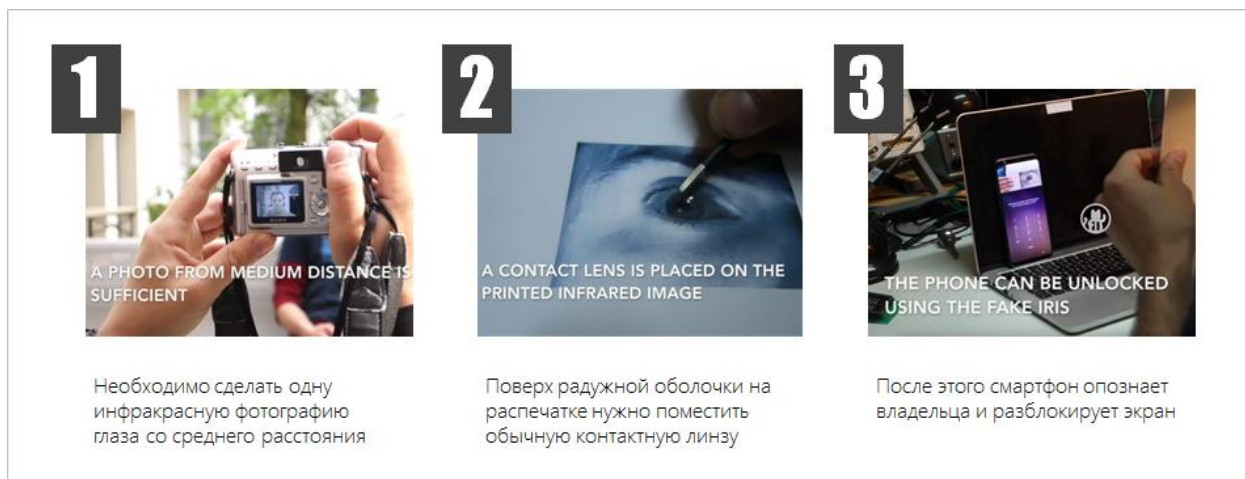 1
A PHOTO FROM MEDIUM DISTANCE IS
SUFFICIENT
Необходимо сделать одну
инфракрасную фотографию
глаза со среднего расстояния
2
A CONTACT LENS IS PLACED ON THE
PRINTED INFRARED IMAGE
Поверх радужной оболочки на
распечатке нужно поместить
обычную контактную линзу
3
THE PHONE CAN BE UNLOCKED
USING THE FAKE IRIS
После этого смартфон опознает
владельца и разблокирует экран